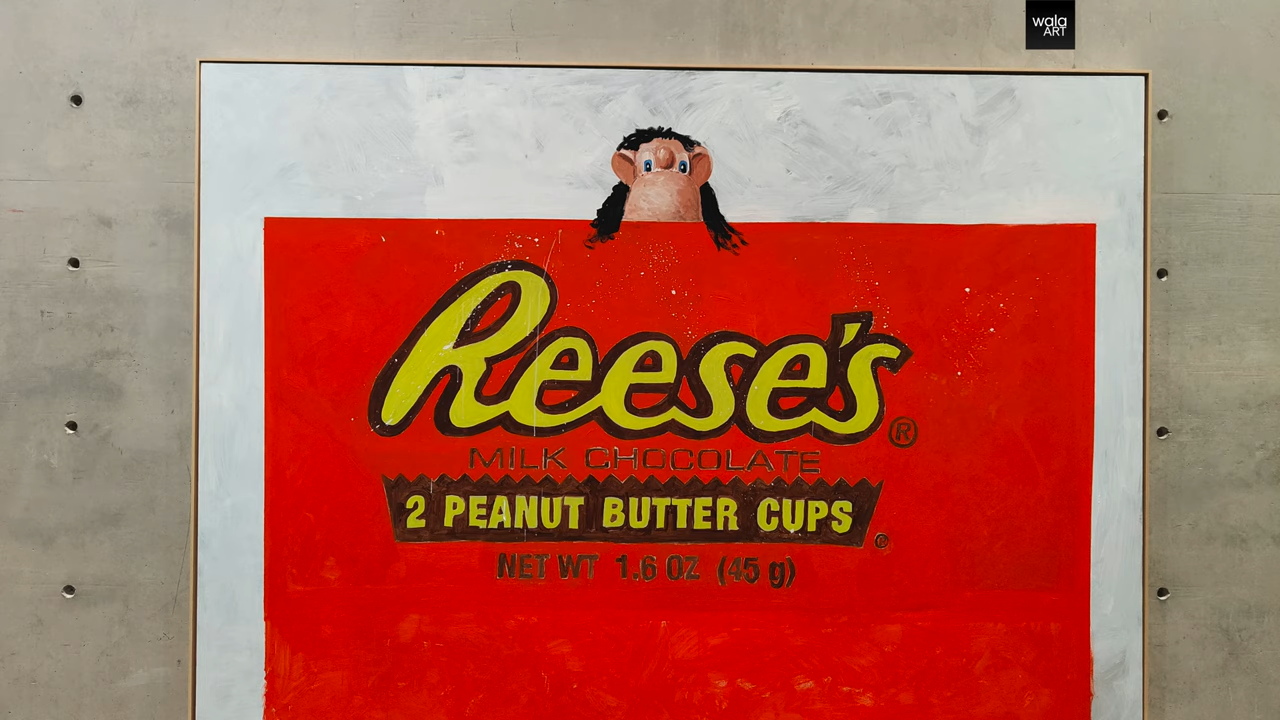 wala
ART
Reese's ®
MILK CHOCOLATE
2 PEANUT BUTTER CUPS ®
NET WT 1.6 OZ (45 g)